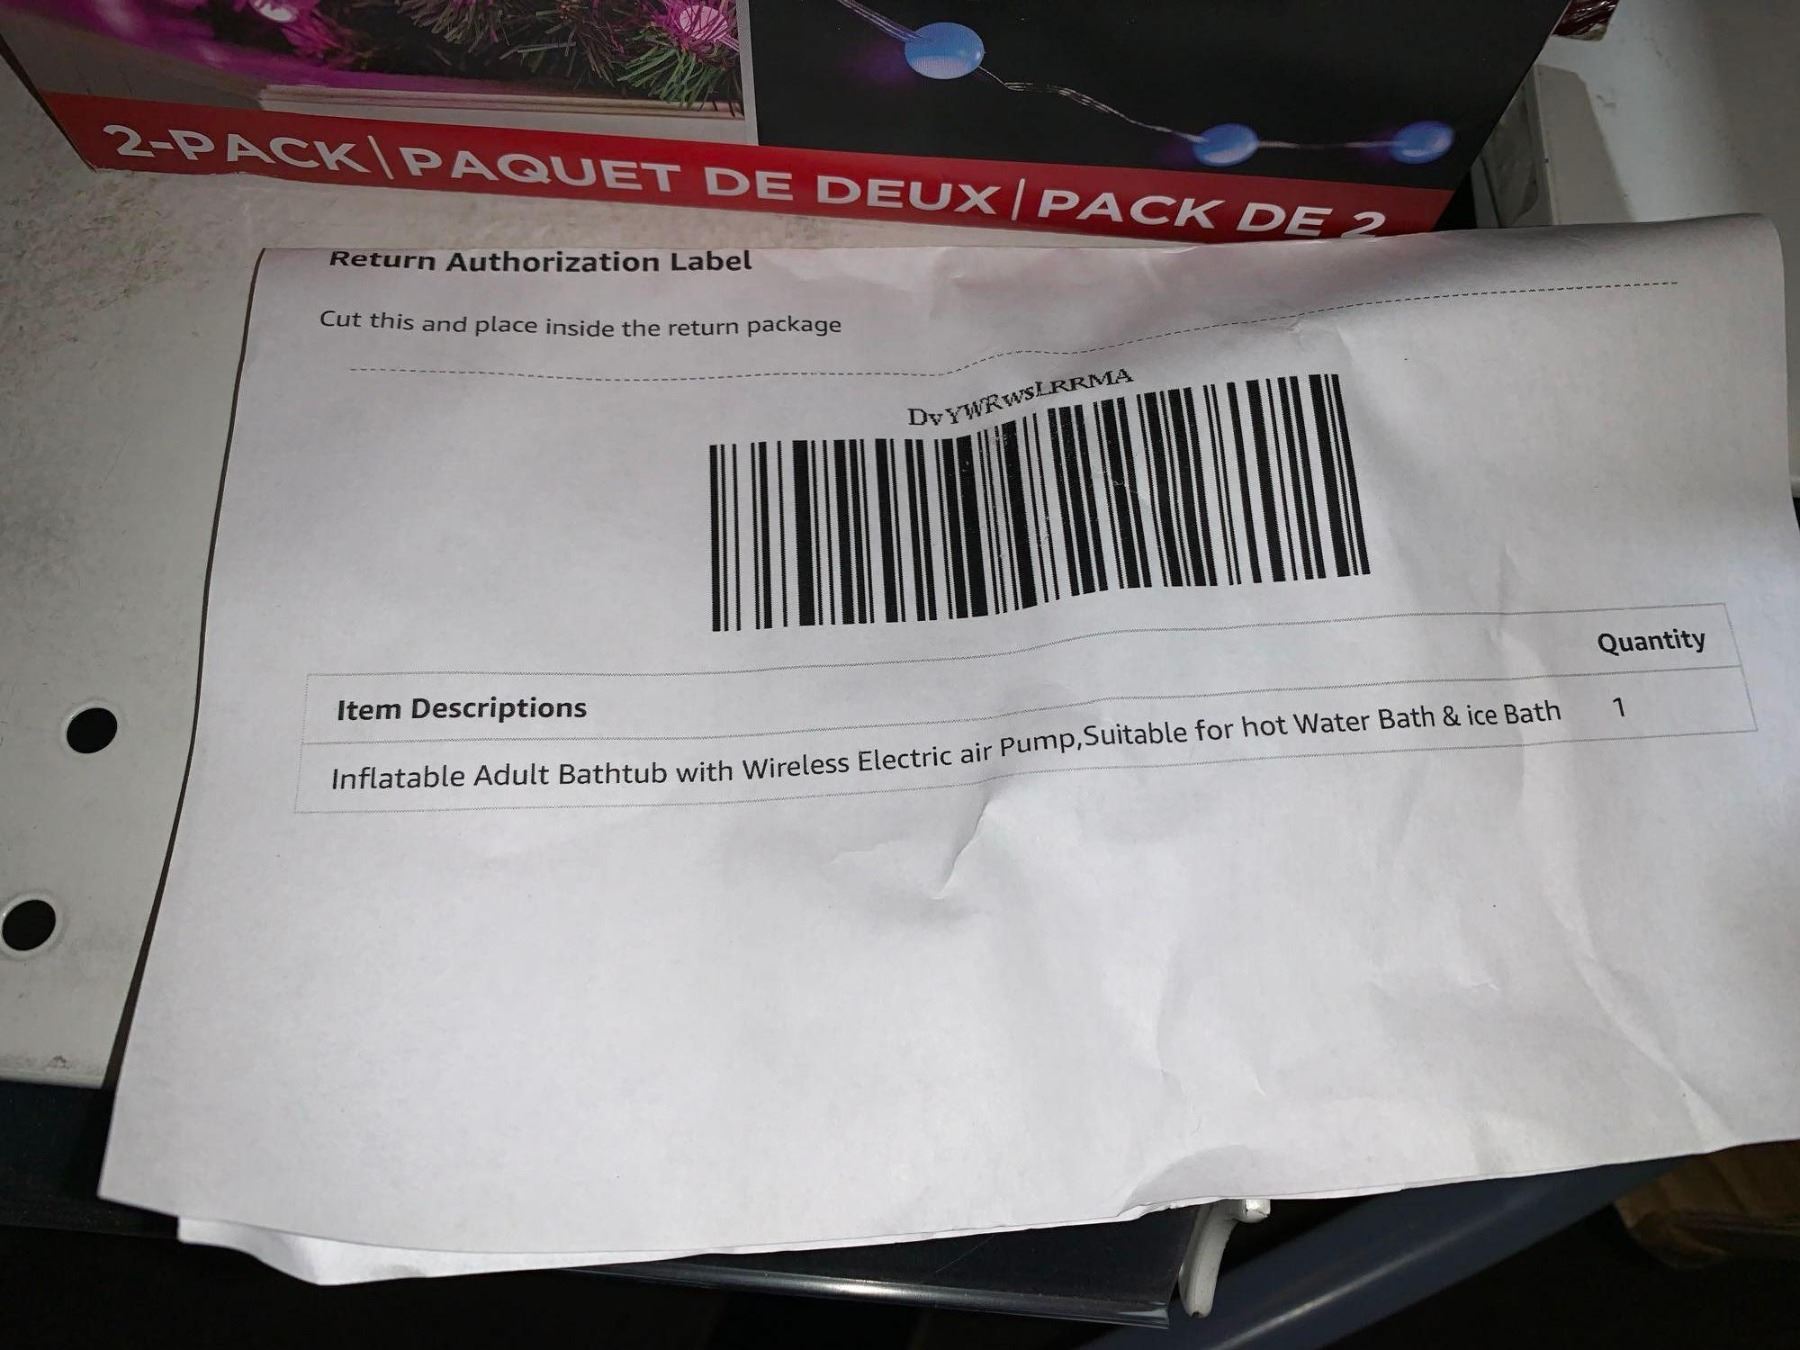 2-PACK | PAQUET DE DEUX | PACK DE 2
Return Authorization Label
Cut this and place inside the return package
DvYWRwsLRRMA
Item Descriptions Quantity
Inflatable Adult Bathtub with Wireless Electric air Pump,Suitable for hot Water Bath & ice Bath 1